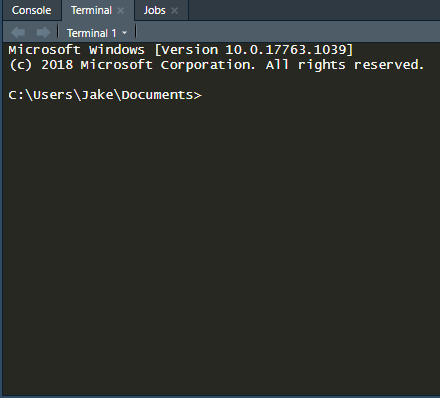 Console Terminal Jobs
Terminal 1
Microsoft Windows [Version 10.0.17763.1039]
(c) 2018 Microsoft Corporation. All rights reserved.
C:\Users\Jake\Documents>